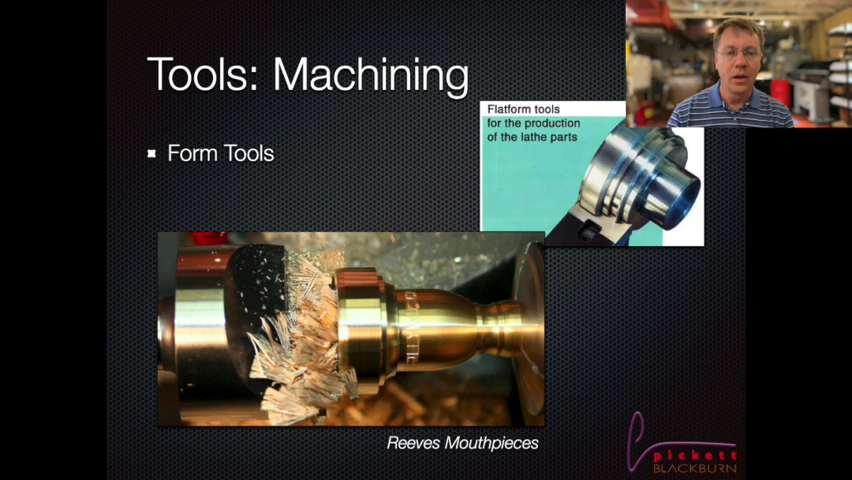 Tools: Machining
Flatform tools
for the production
of the lathe parts
Form Tools
Reeves Mouthpieces
pickett
BLACKBURN